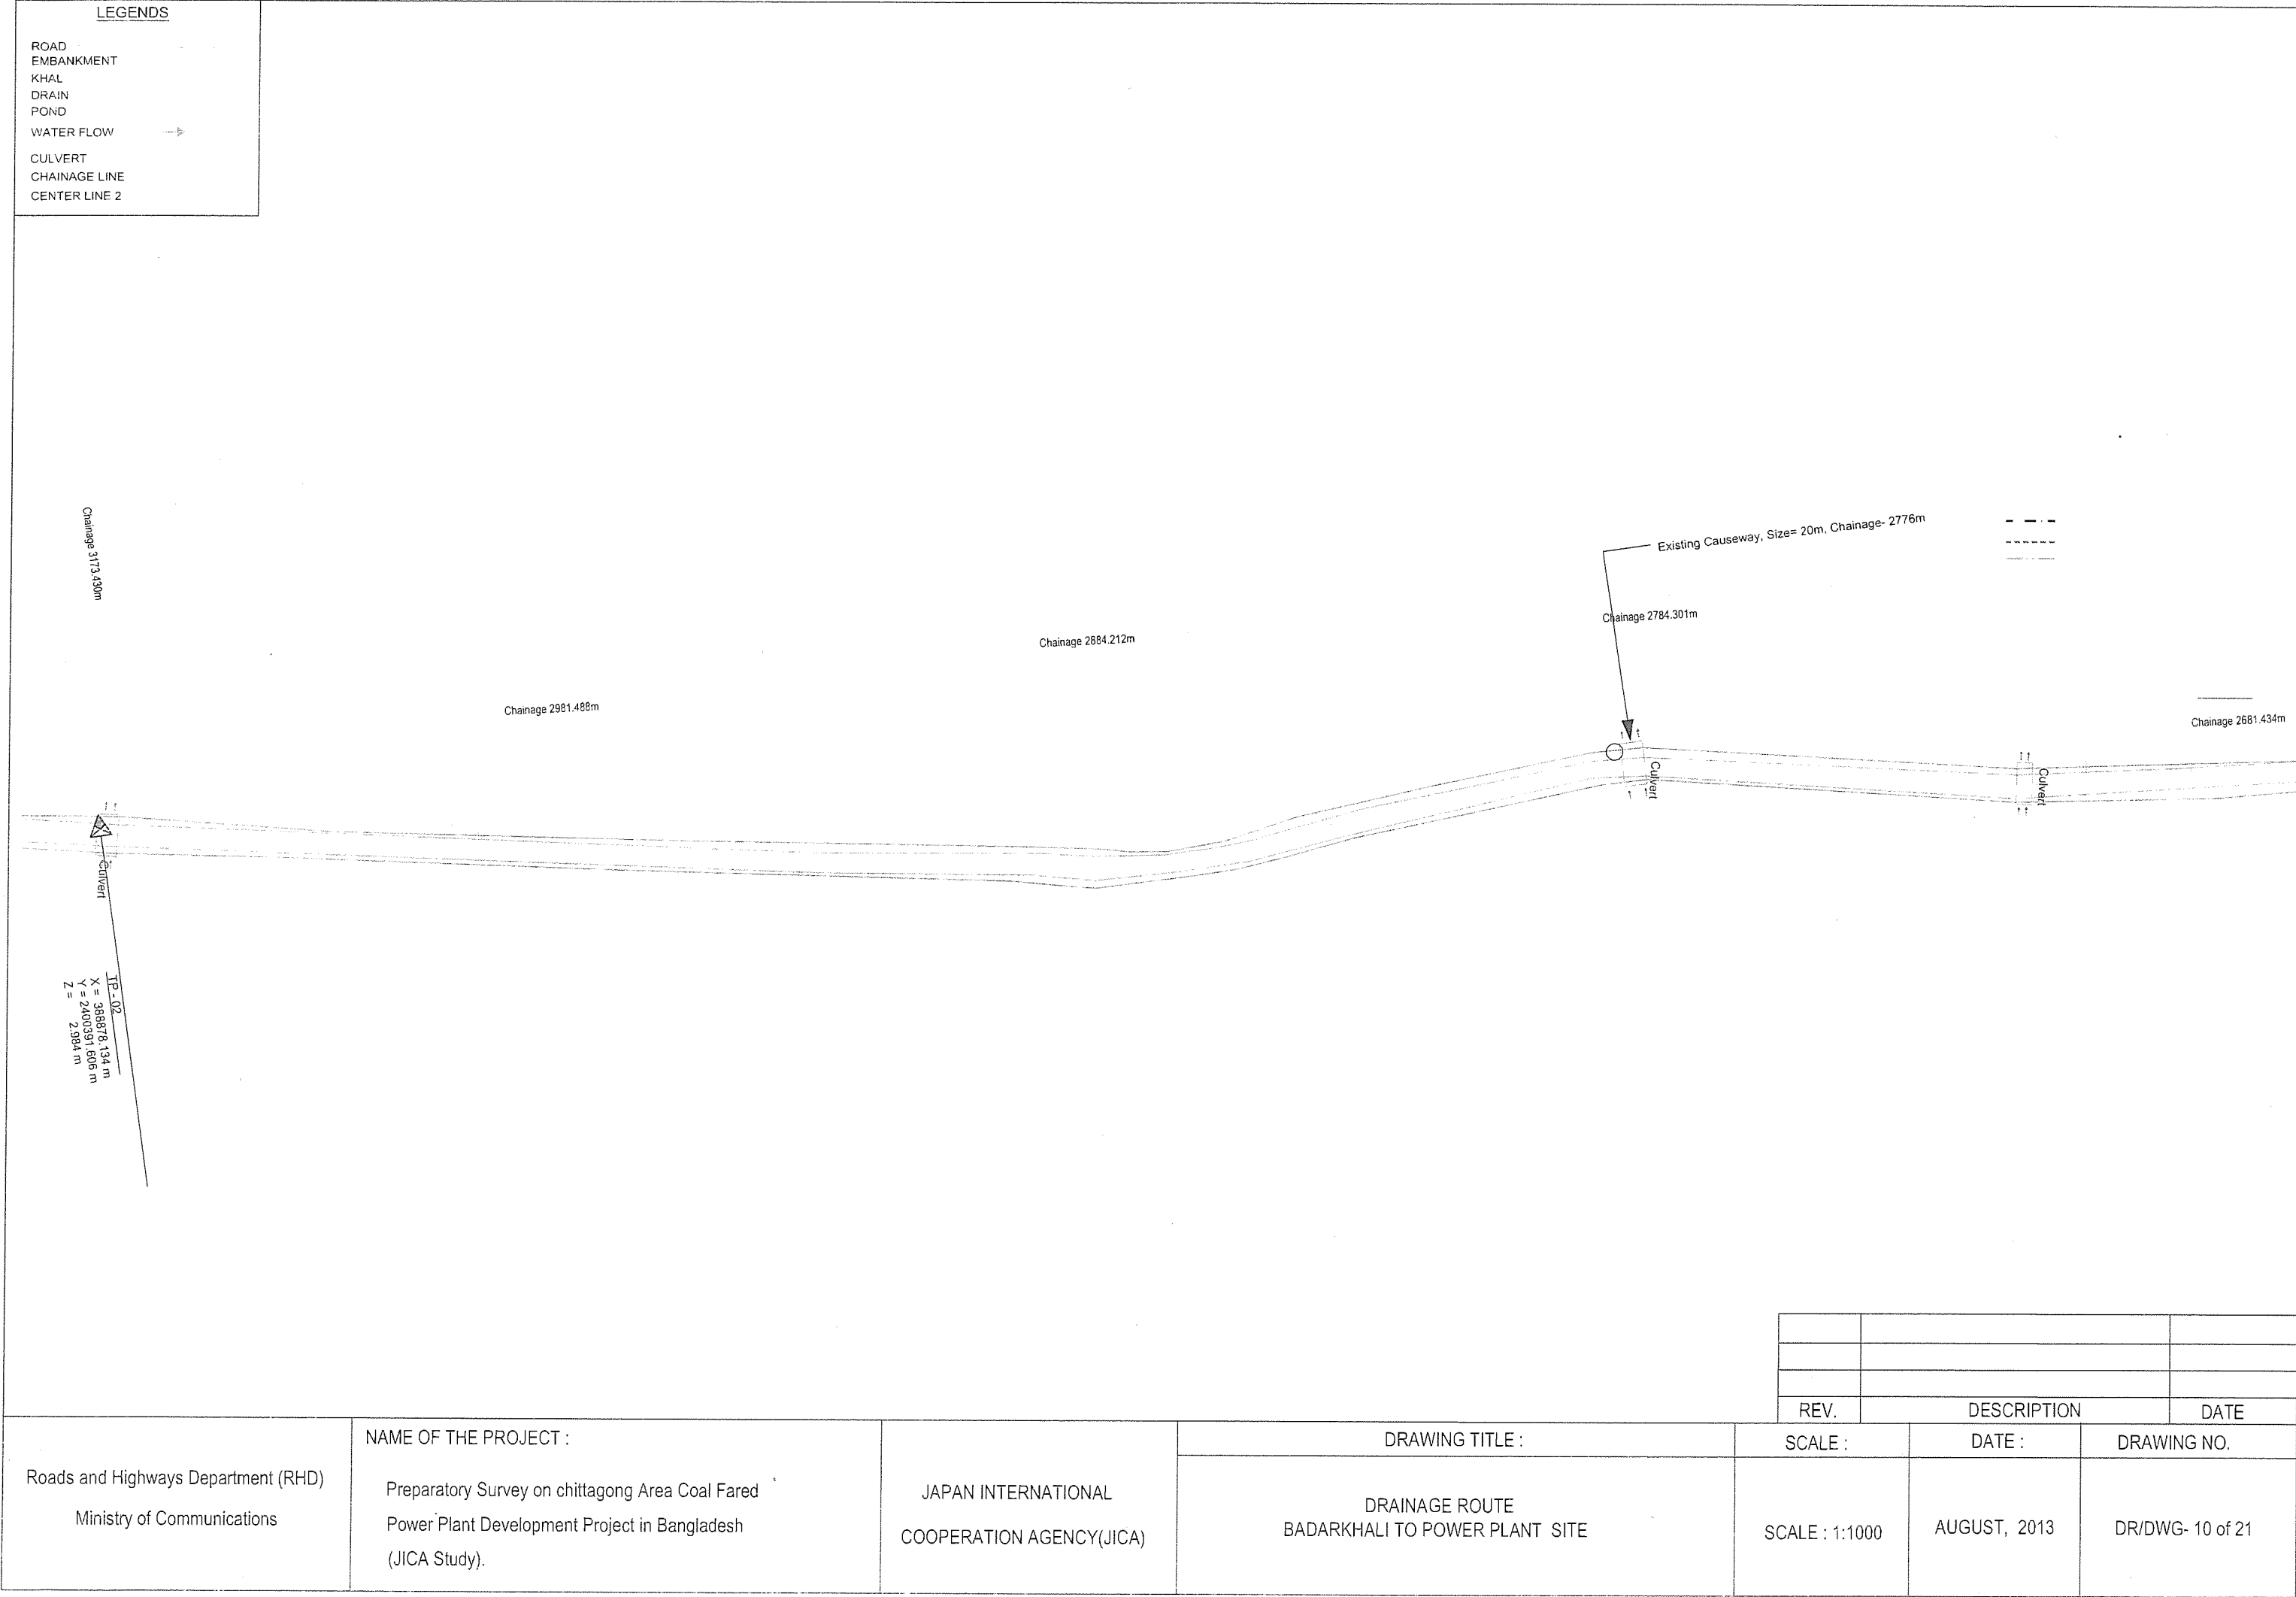 LEGENDS
ROAD
EMBANKMENT
KHAL
DRAIN
POND
WATER FLOW
CULVERT
CHAINAGE LINE
CENTER LINE 2
Chainage 3173.430m
Existing Causeway, Size= 20m, Chainage- 2776m
Chainage 2784.301m
Chainage 2884.212m
Chainage 2981.488m
Chainage 2681.434m
Culvert
Culvert
Culvert
TP - 02
X = 388878.134 m
Y = 2400391.606 m
Z = 2.984 m
REV. DESCRIPTION DATE
Roads and Highways Department (RHD)
Ministry of Communications
NAME OF THE PROJECT :
Preparatory Survey on chittagong Area Coal Fared
Power Plant Development Project in Bangladesh
(JICA Study).
JAPAN INTERNATIONAL
COOPERATION AGENCY(JICA)
DRAWING TITLE :
DRAINAGE ROUTE
BADARKHALI TO POWER PLANT SITE
SCALE :
SCALE : 1:1000
DATE :
AUGUST, 2013
DRAWING NO.
DR/DWG- 10 of 21